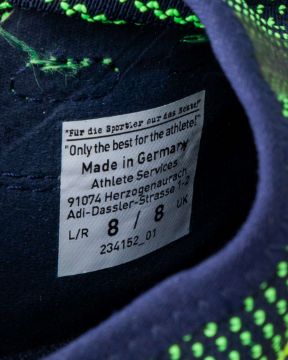 "Für die Sportler nur das Beste!"
"Only the best for the athlete!"
Made in Germany
Athlete Services
91074 Herzogenaurach
Adi-Dassler-Strasse 1-2
L/R 8 / 8 UK
234152_01